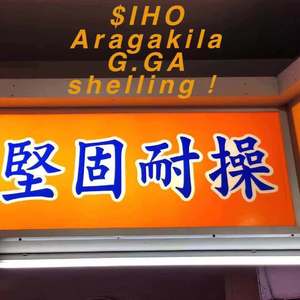 $IHO
Aragakila
G.GA
shelling !
堅固耐操